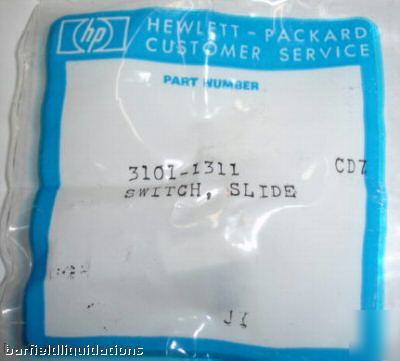 hp
HEWLETT-PACKARD
CUSTOMER SERVICE
PART NUMBER
3101-1311 CD7
SWITCH, SLIDE
barfieldliquidations